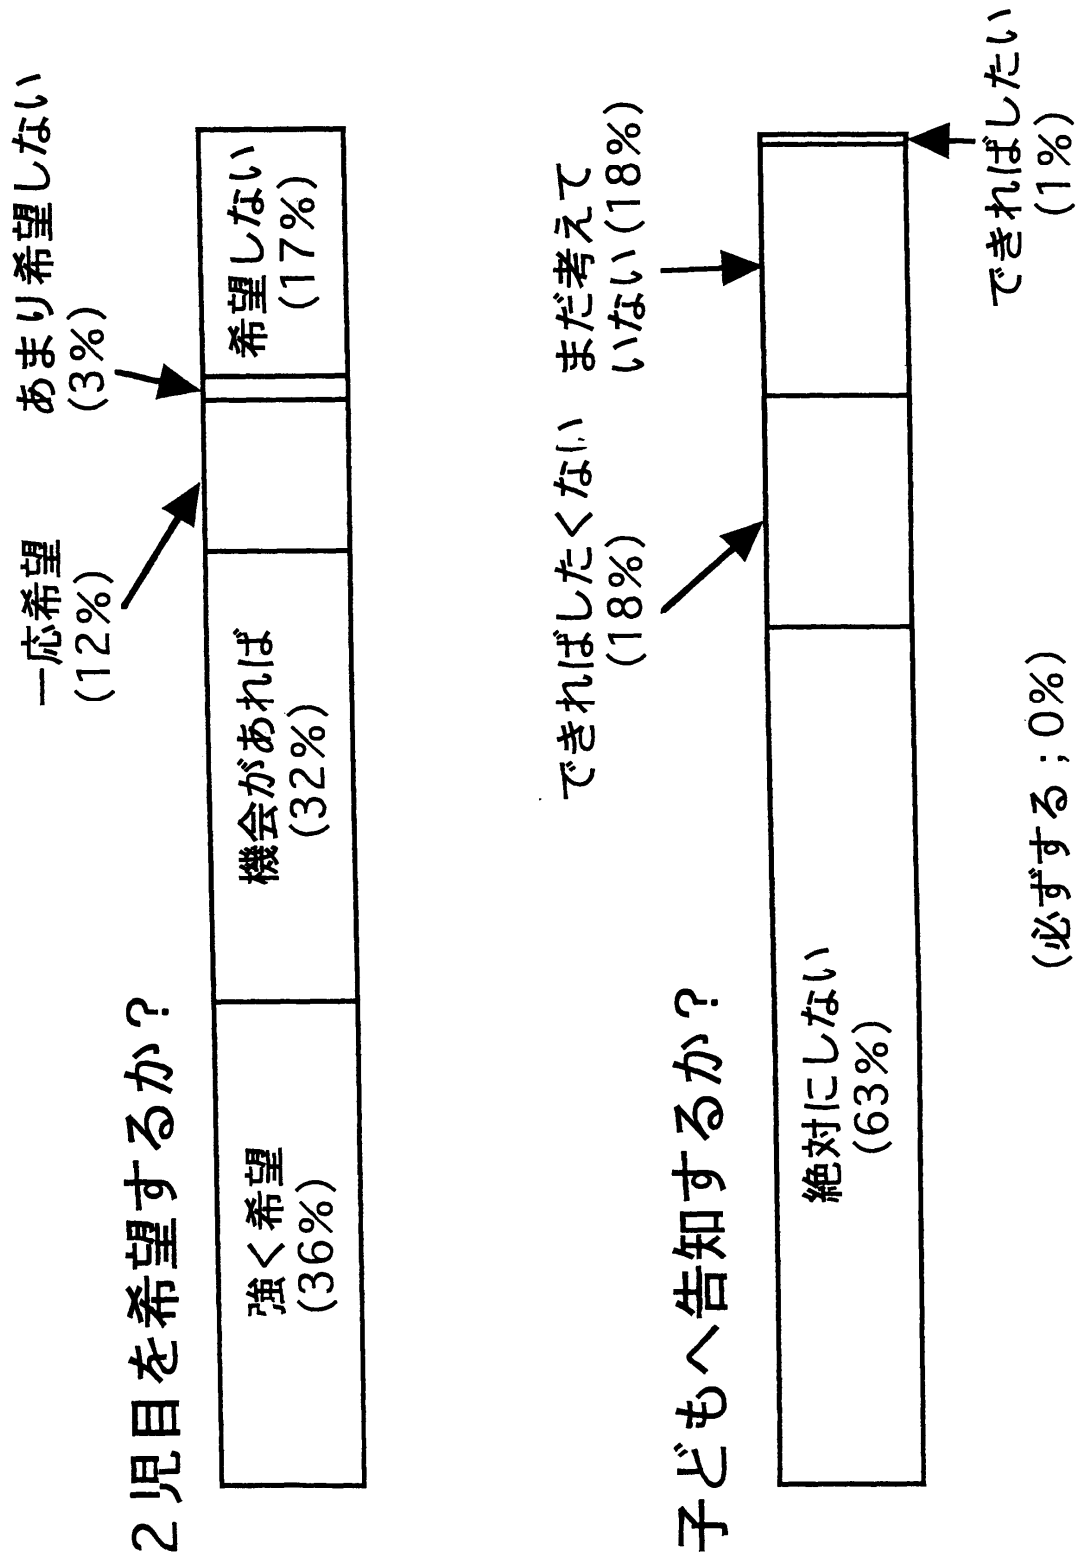 2児目を希望するか？
一応希望
(12%)
あまり希望しない
(3%)
強く希望
(36%)
機会があれば
(32%)
希望しない
(17%)
子どもへ告知するか？
できればしたくない
(18%)
まだ考えて
いない(18%)
絶対にしない
(63%)
できればしたい
(1%)
(必ずする；0%)